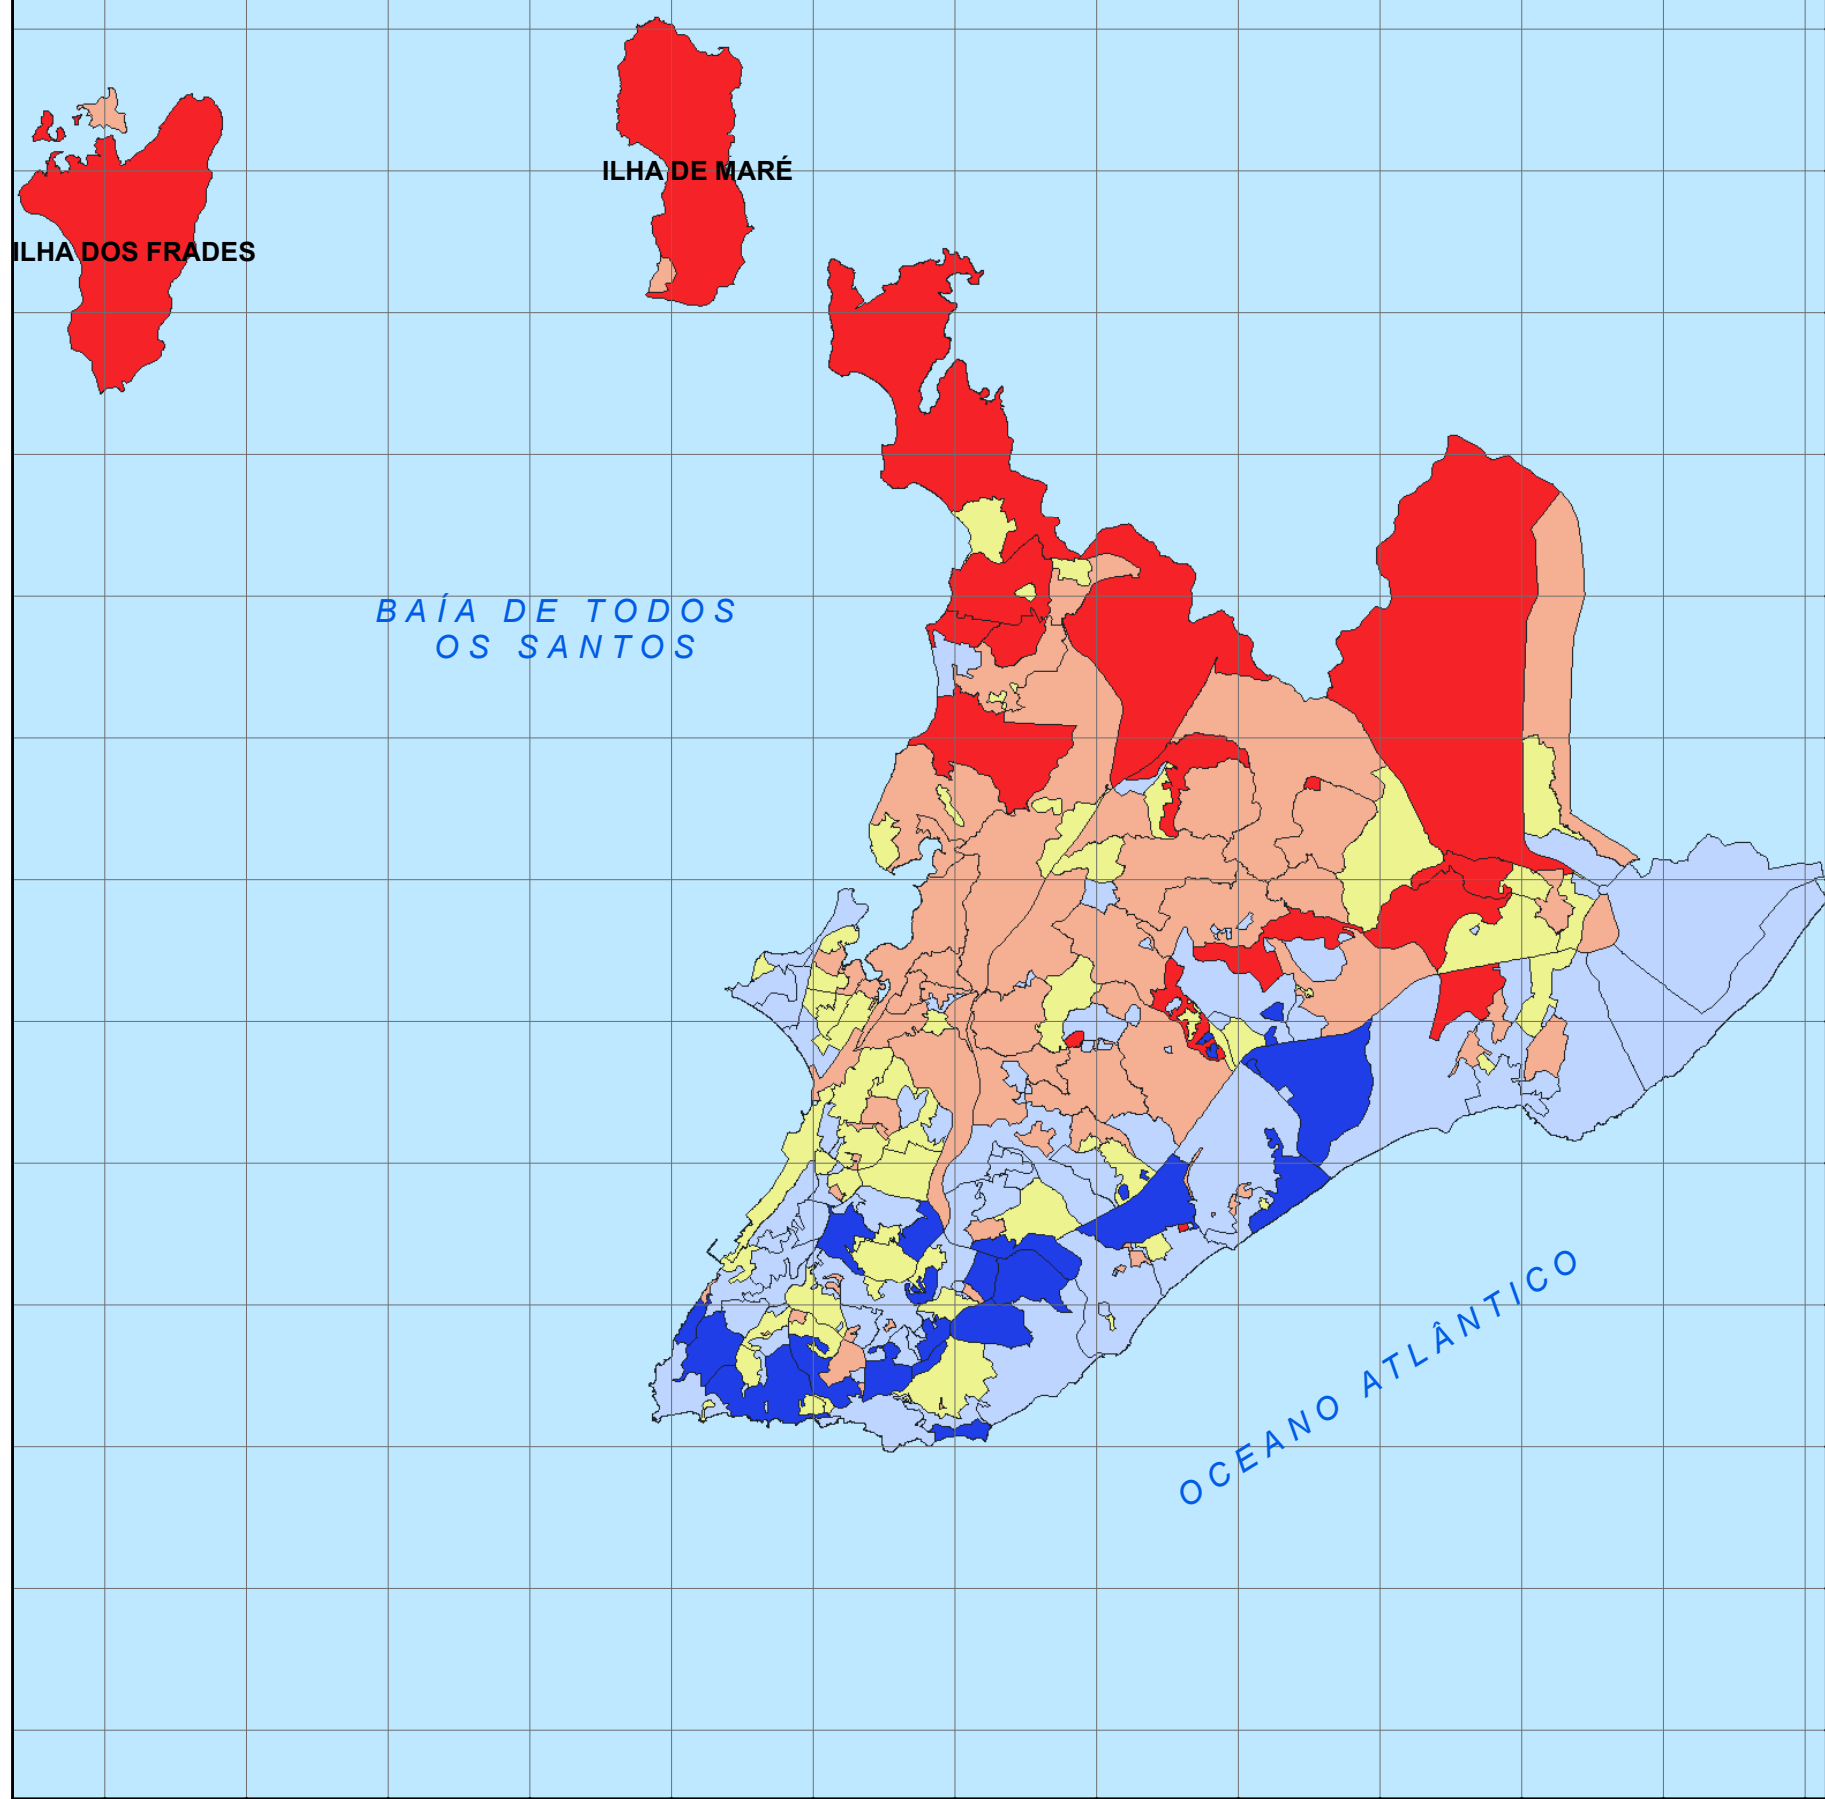 ILHA DE MARÉ
ILHA DOS FRADES
BAÍA DE TODOS
OS SANTOS
OCEANO ATLÂNTICO